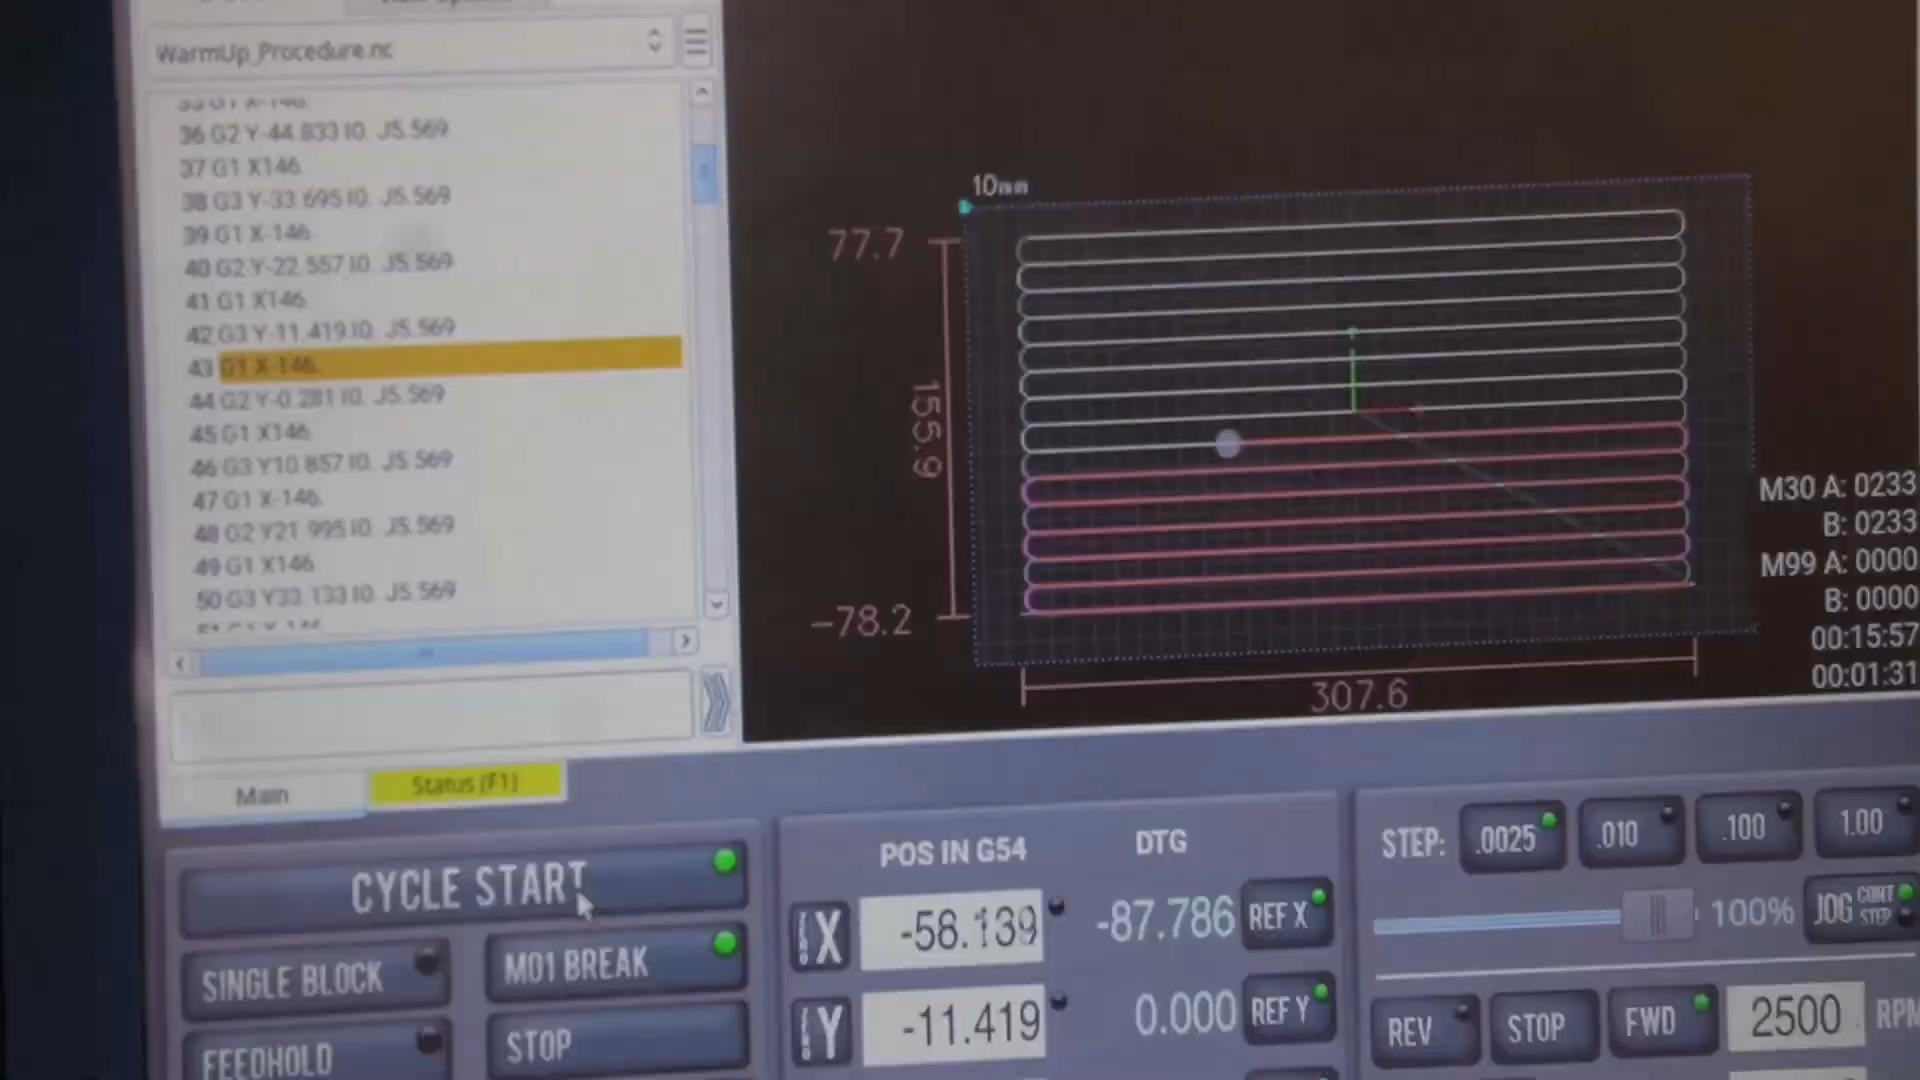 WarmUp_Procedure.nc
36 G2 Y-44.833 I0. J5.569
37 G1 X146.
38 G3 Y-33.695 I0. J5.569
39 G1 X-146.
40 G2 Y-22.557 I0. J5.569
41 G1 X146.
42 G3 Y-11.419 I0. J5.569
43 G1 X-146.
44 G2 Y-0.281 I0. J5.569
45 G1 X146.
46 G3 Y10.857 I0. J5.569
47 G1 X-146.
48 G2 Y21.995 I0. J5.569
49 G1 X146.
50 G3 Y33.133 I0. J5.569
10mm
77.7
155.9
-78.2
307.6
M30 A: 0233
B: 0233
M99 A: 0000
B: 0000
00:15:57
00:01:31
Main
Status (F1)
CYCLE START
SINGLE BLOCK
M01 BREAK
FEEDHOLD
STOP
POS IN G54
DTG
X
-58.139
-87.786
REF X
Y
-11.419
0.000
REF Y
STEP:
.0025
.010
.100
1.00
100%
JOG
CONT
STEP
REV
STOP
FWD
2500
RPM